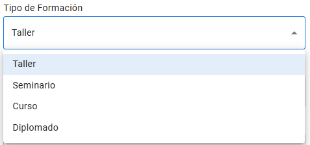 Tipo de Formación
Taller
Taller
Seminario
Curso
Diplomado